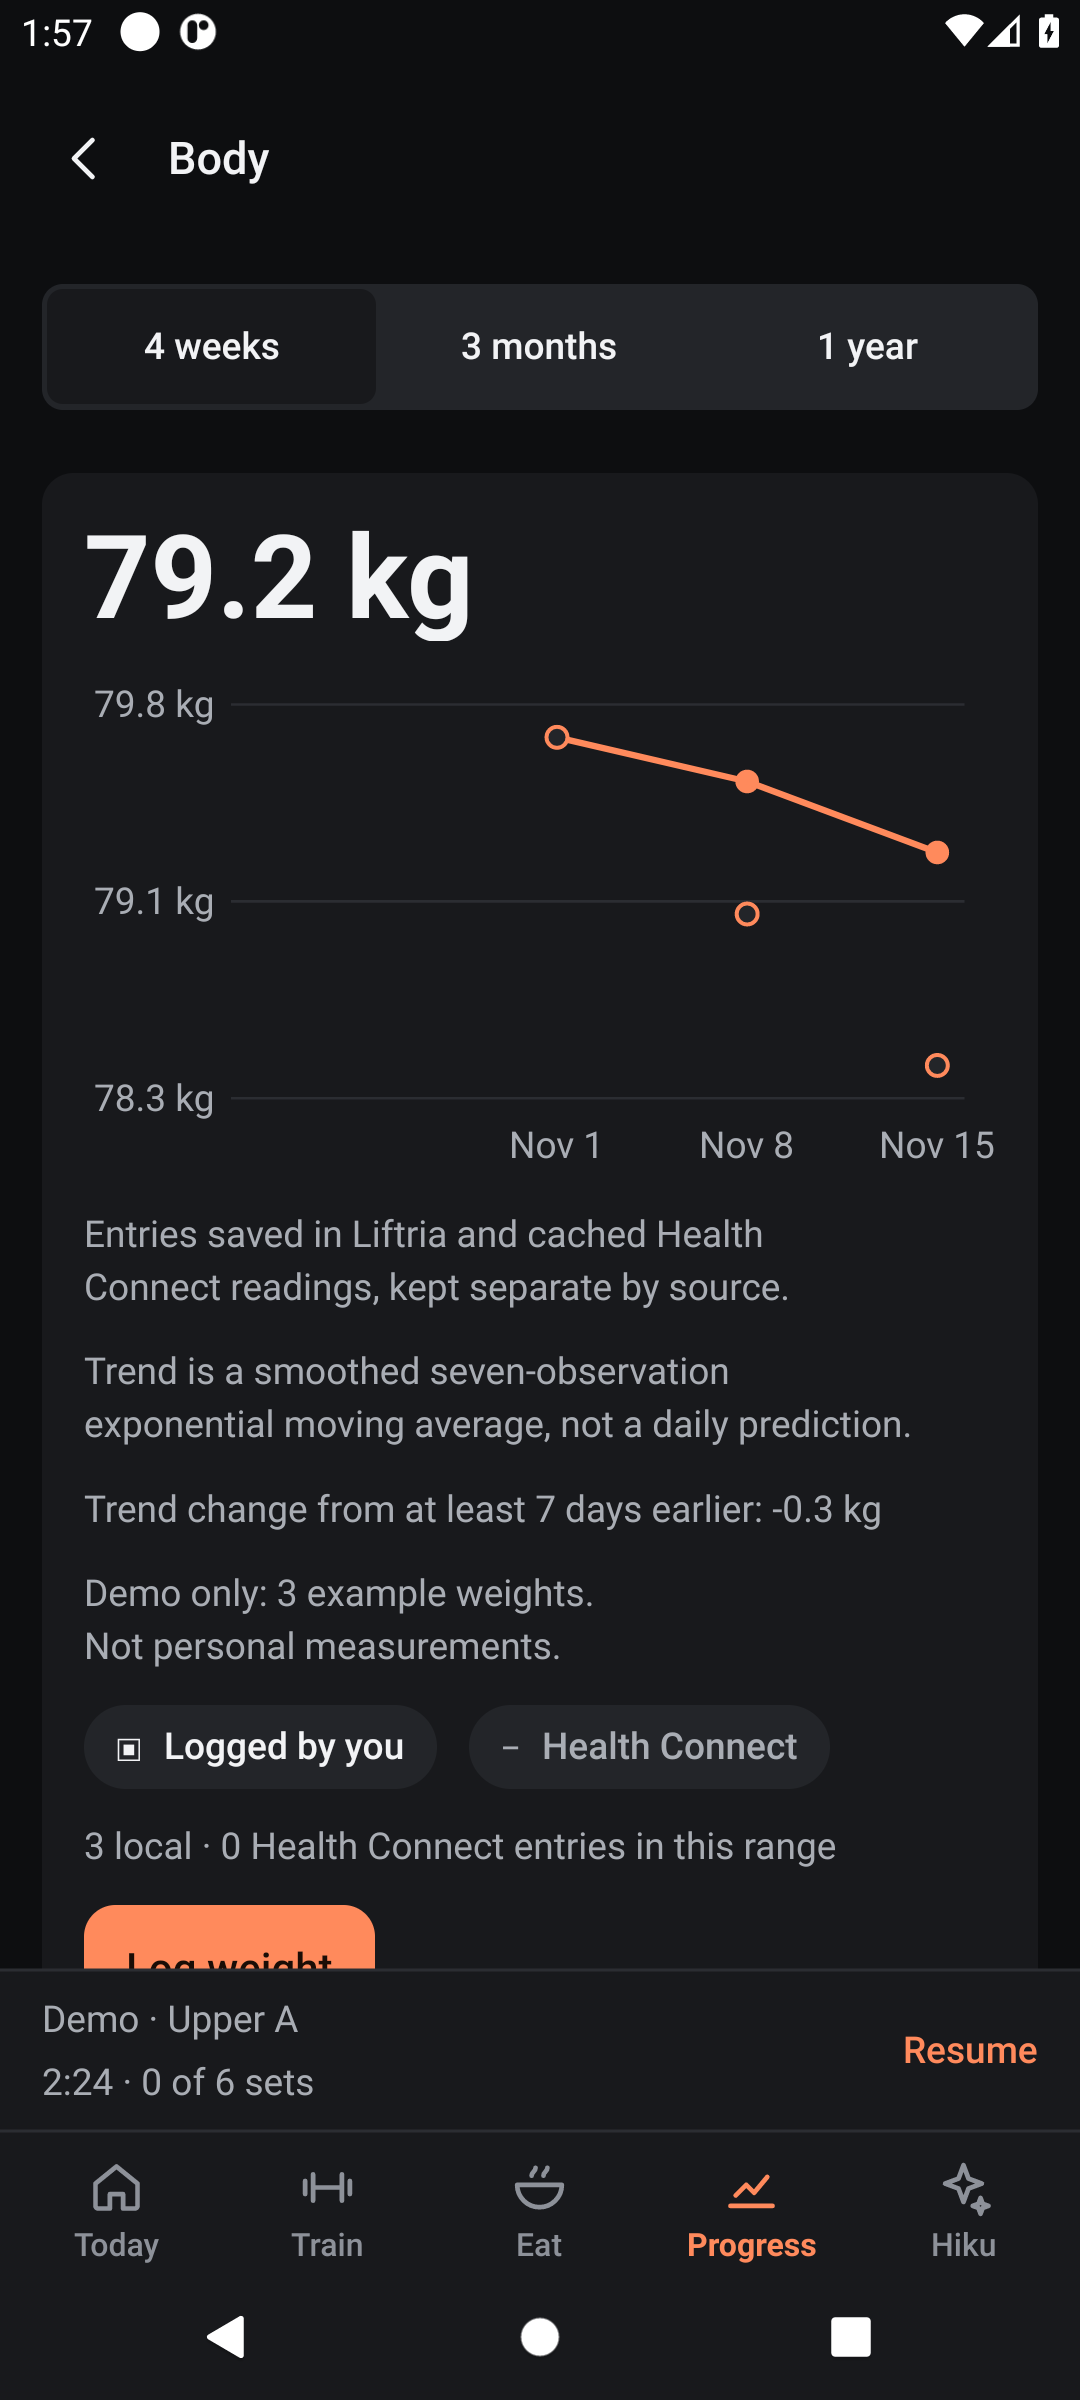 1:57
Body
4 weeks
3 months
1 year
79.2 kg
79.8 kg
79.1 kg
78.3 kg
Nov 1
Nov 8
Nov 15
Entries saved in Liftria and cached Health
Connect readings, kept separate by source.
Trend is a smoothed seven-observation
exponential moving average, not a daily prediction.
Trend change from at least 7 days earlier: -0.3 kg
Demo only: 3 example weights.
Not personal measurements.
Logged by you
Health Connect
3 local · 0 Health Connect entries in this range
Log weight
Demo · Upper A
2:24 · 0 of 6 sets
Resume
Today
Train
Eat
Progress
Hiku